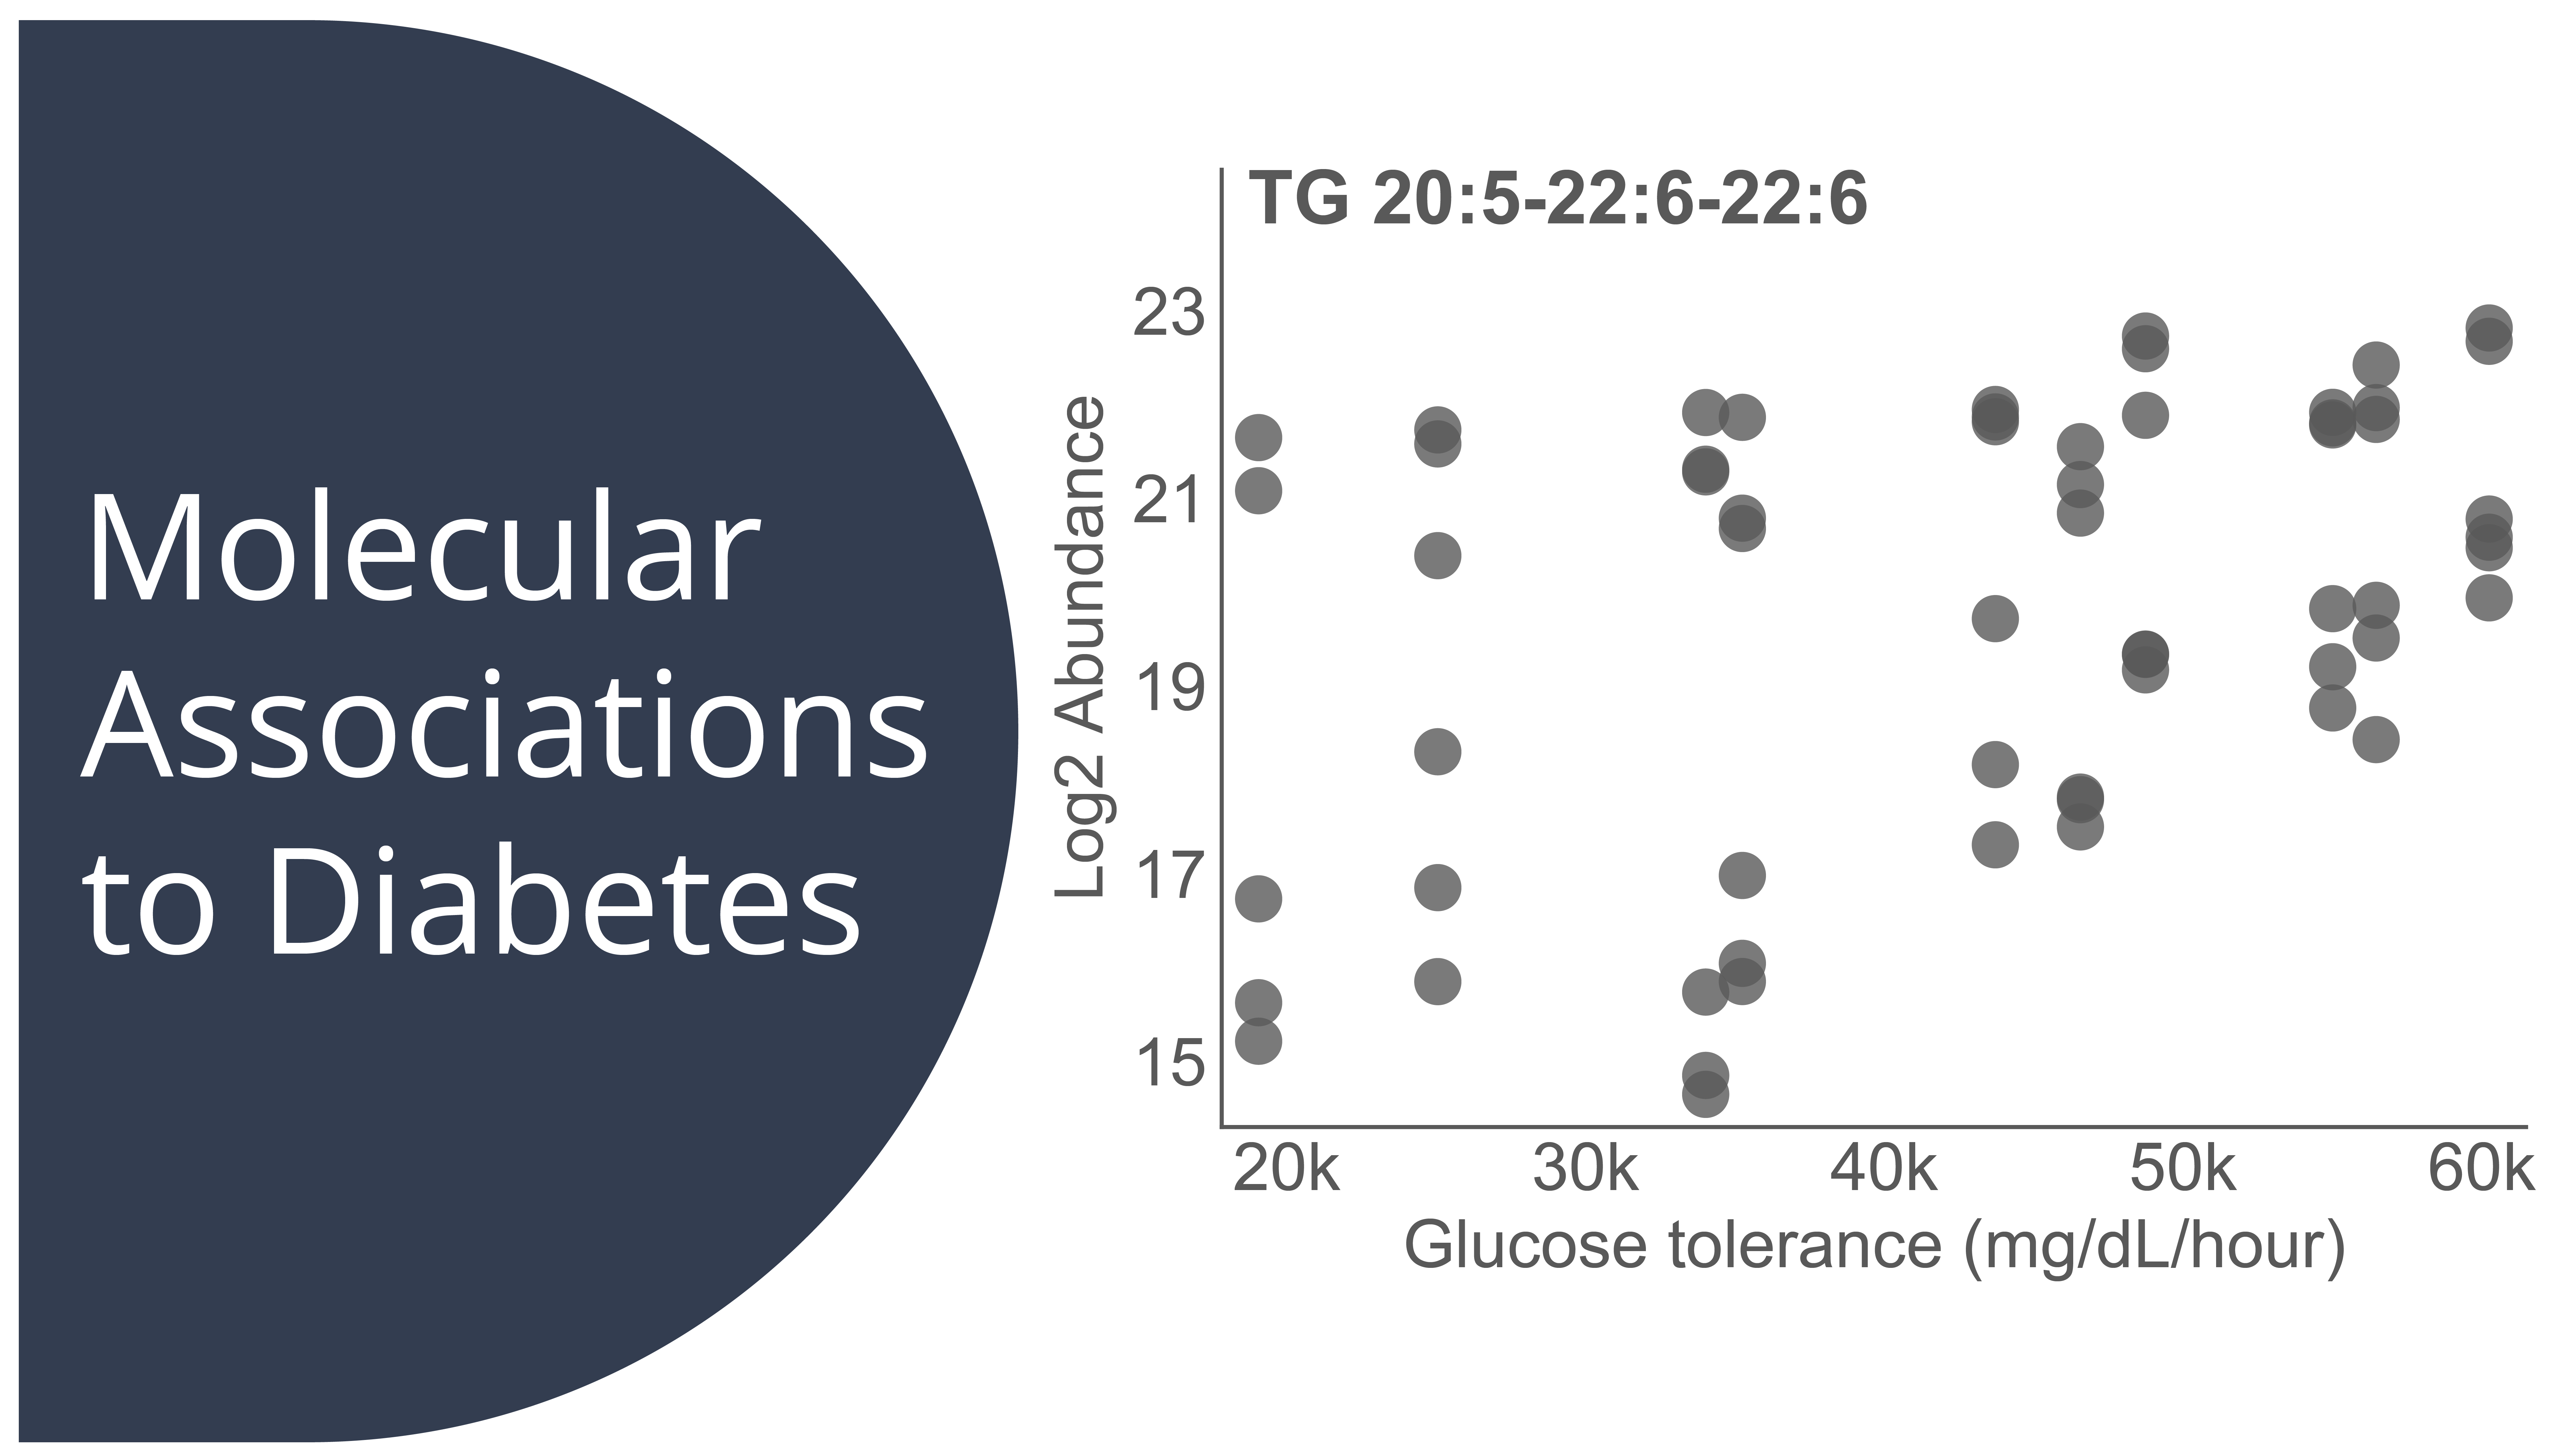 Molecular
Associations
to Diabetes
TG 20:5-22:6-22:6
Log2 Abundance
23
21
19
17
15
20k 30k 40k 50k 60k
Glucose tolerance (mg/dL/hour)